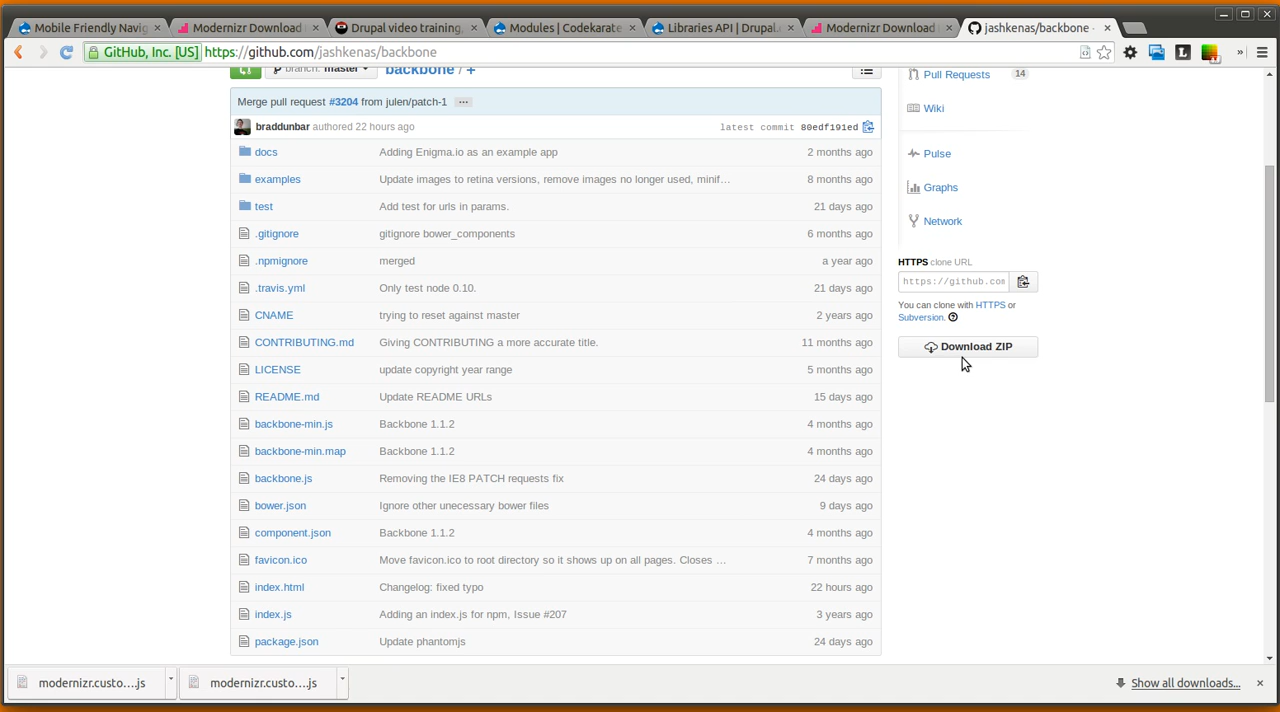 Mobile Friendly Navig × Modernizr Download × Drupal video training, × Modules | Codekarate × Libraries API | Drupal. × Modernizr Download × jashkenas/backbone · ×
GitHub, Inc. [US] https://github.com/jashkenas/backbone
branch: master backbone / + Pull Requests 14
Merge pull request #3204 from julen/patch-1 ...
Wiki
braddunbar authored 22 hours ago latest commit 80edf191ed
docs Adding Enigma.io as an example app 2 months ago
Pulse
examples Update images to retina versions, remove images no longer used, minif… 8 months ago
Graphs
test Add test for urls in params. 21 days ago
Network
.gitignore gitignore bower_components 6 months ago
.npmignore merged a year ago
HTTPS clone URL
https://github.com
.travis.yml Only test node 0.10. 21 days ago
You can clone with HTTPS or
Subversion.
CNAME trying to reset against master 2 years ago
CONTRIBUTING.md Giving CONTRIBUTING a more accurate title. 11 months ago
Download ZIP
LICENSE update copyright year range 5 months ago
README.md Update README URLs 15 days ago
backbone-min.js Backbone 1.1.2 4 months ago
backbone-min.map Backbone 1.1.2 4 months ago
backbone.js Removing the IE8 PATCH requests fix 24 days ago
bower.json Ignore other unecessary bower files 9 days ago
component.json Backbone 1.1.2 4 months ago
favicon.ico Move favicon.ico to root directory so it shows up on all pages. Closes … 7 months ago
index.html Changelog: fixed typo 22 hours ago
index.js Adding an index.js for npm, Issue #207 3 years ago
package.json Update phantomjs 24 days ago
modernizr.custo....js modernizr.custo....js Show all downloads... ×